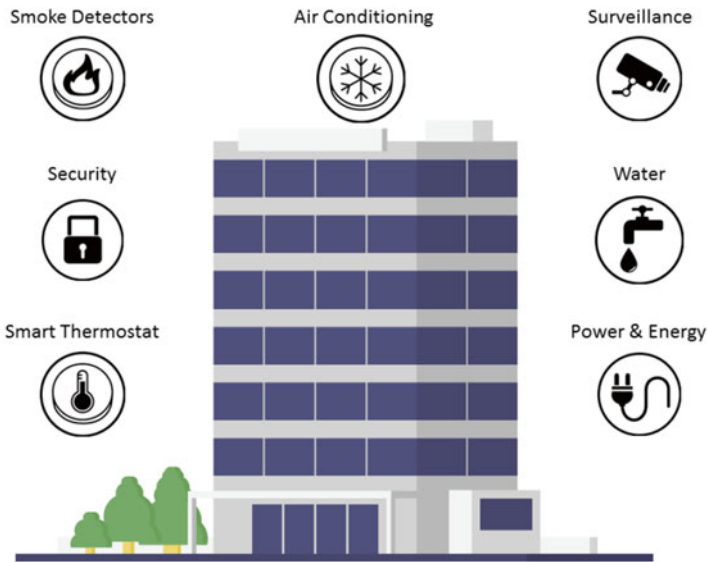 Smoke Detectors
Air Conditioning
Surveillance
Security
Water
Smart Thermostat
Power & Energy